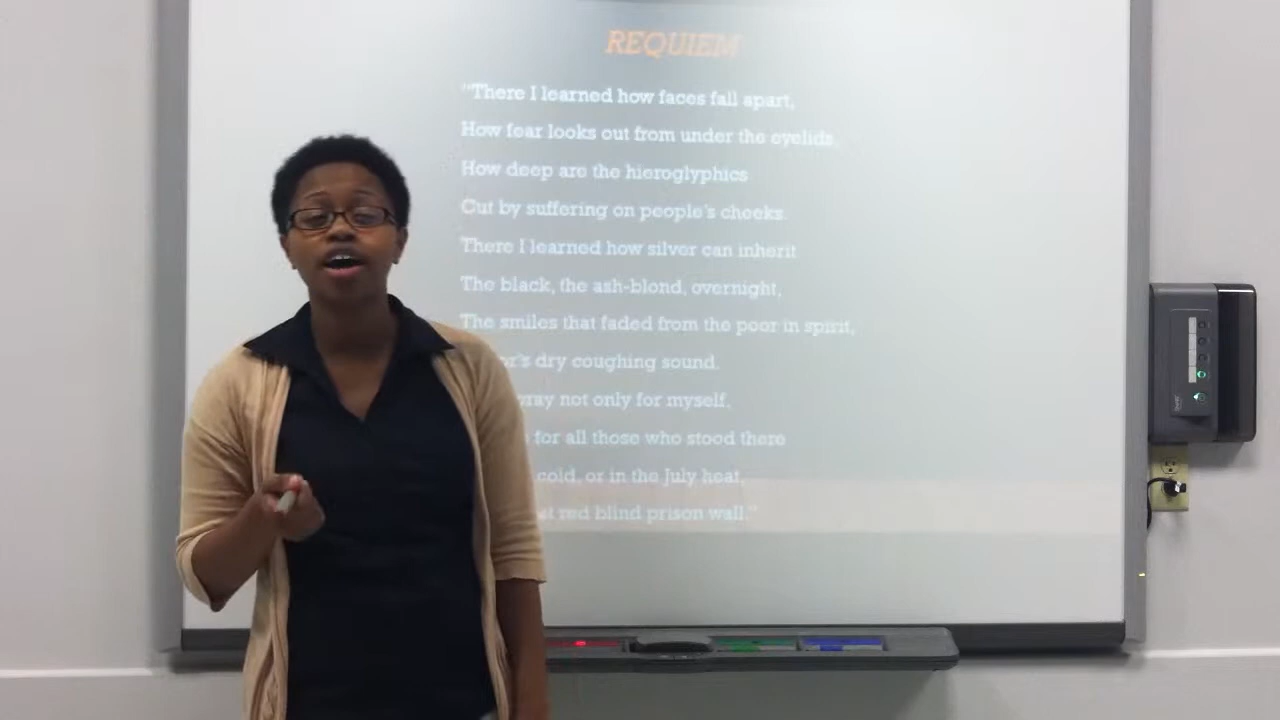 REQUIEM
"There I learned how faces fall apart,
How fear looks out from under the eyelids,
How deep are the hieroglyphics
Cut by suffering on people's cheeks.
There I learned how silver can inherit
The black, the ash-blond, overnight,
The smiles that faded from the poor in spirit,
dry coughing sound.
pray not only for myself,
for all those who stood there
cold, or in the July heat,
red blind prison wall."